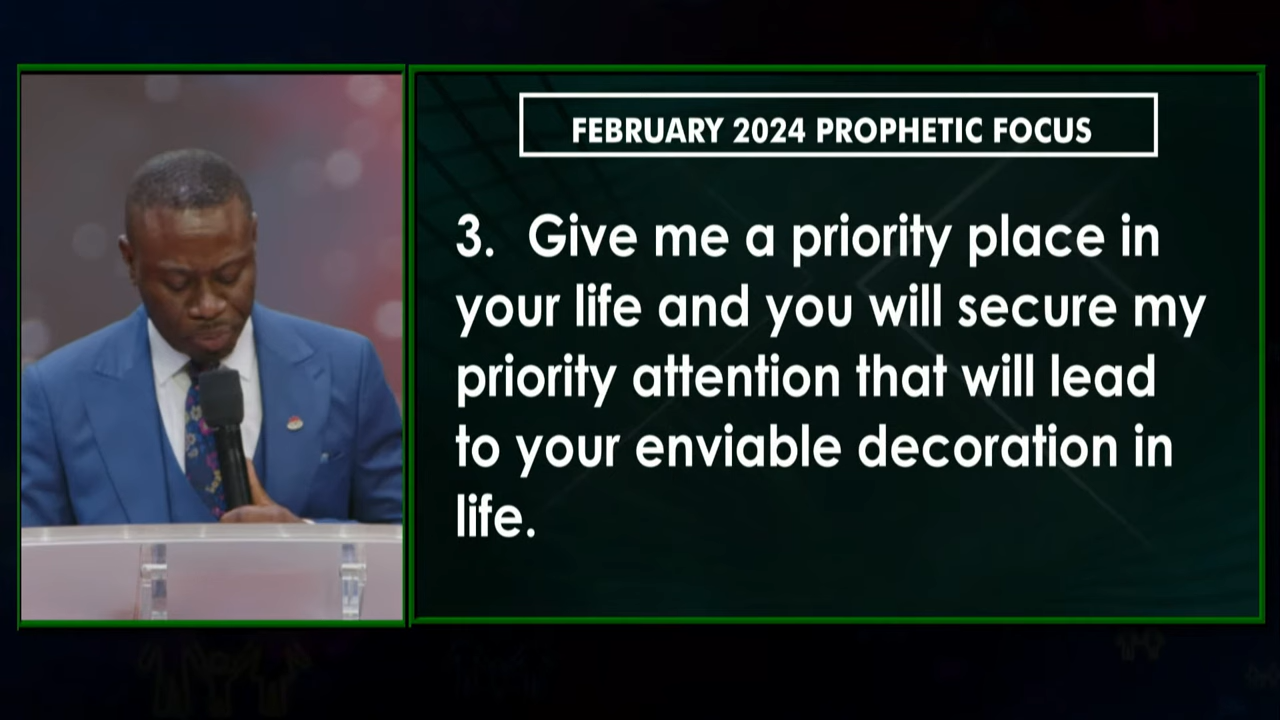 FEBRUARY 2024 PROPHETIC FOCUS
3. Give me a priority place in
your life and you will secure my
priority attention that will lead
to your enviable decoration in
life.